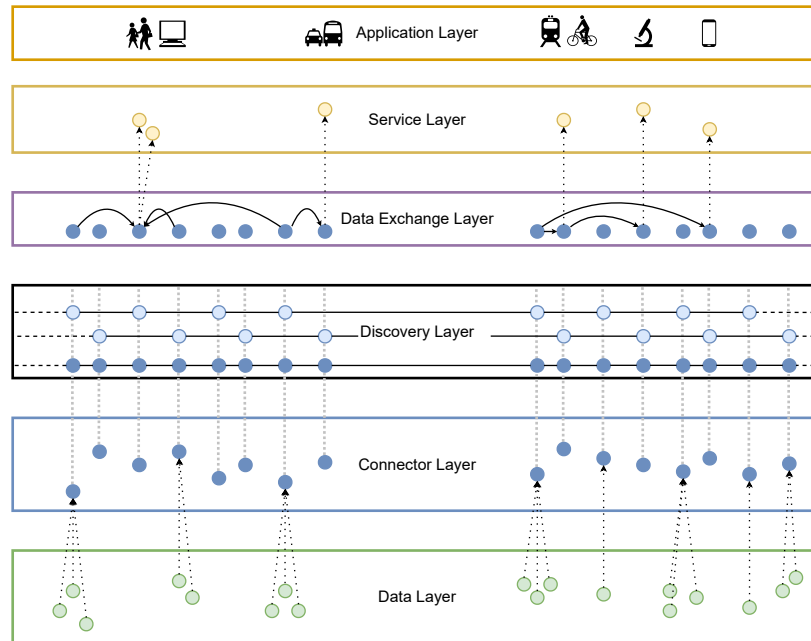 Application Layer
Service Layer
Data Exchange Layer
Discovery Layer
Connector Layer
Data Layer